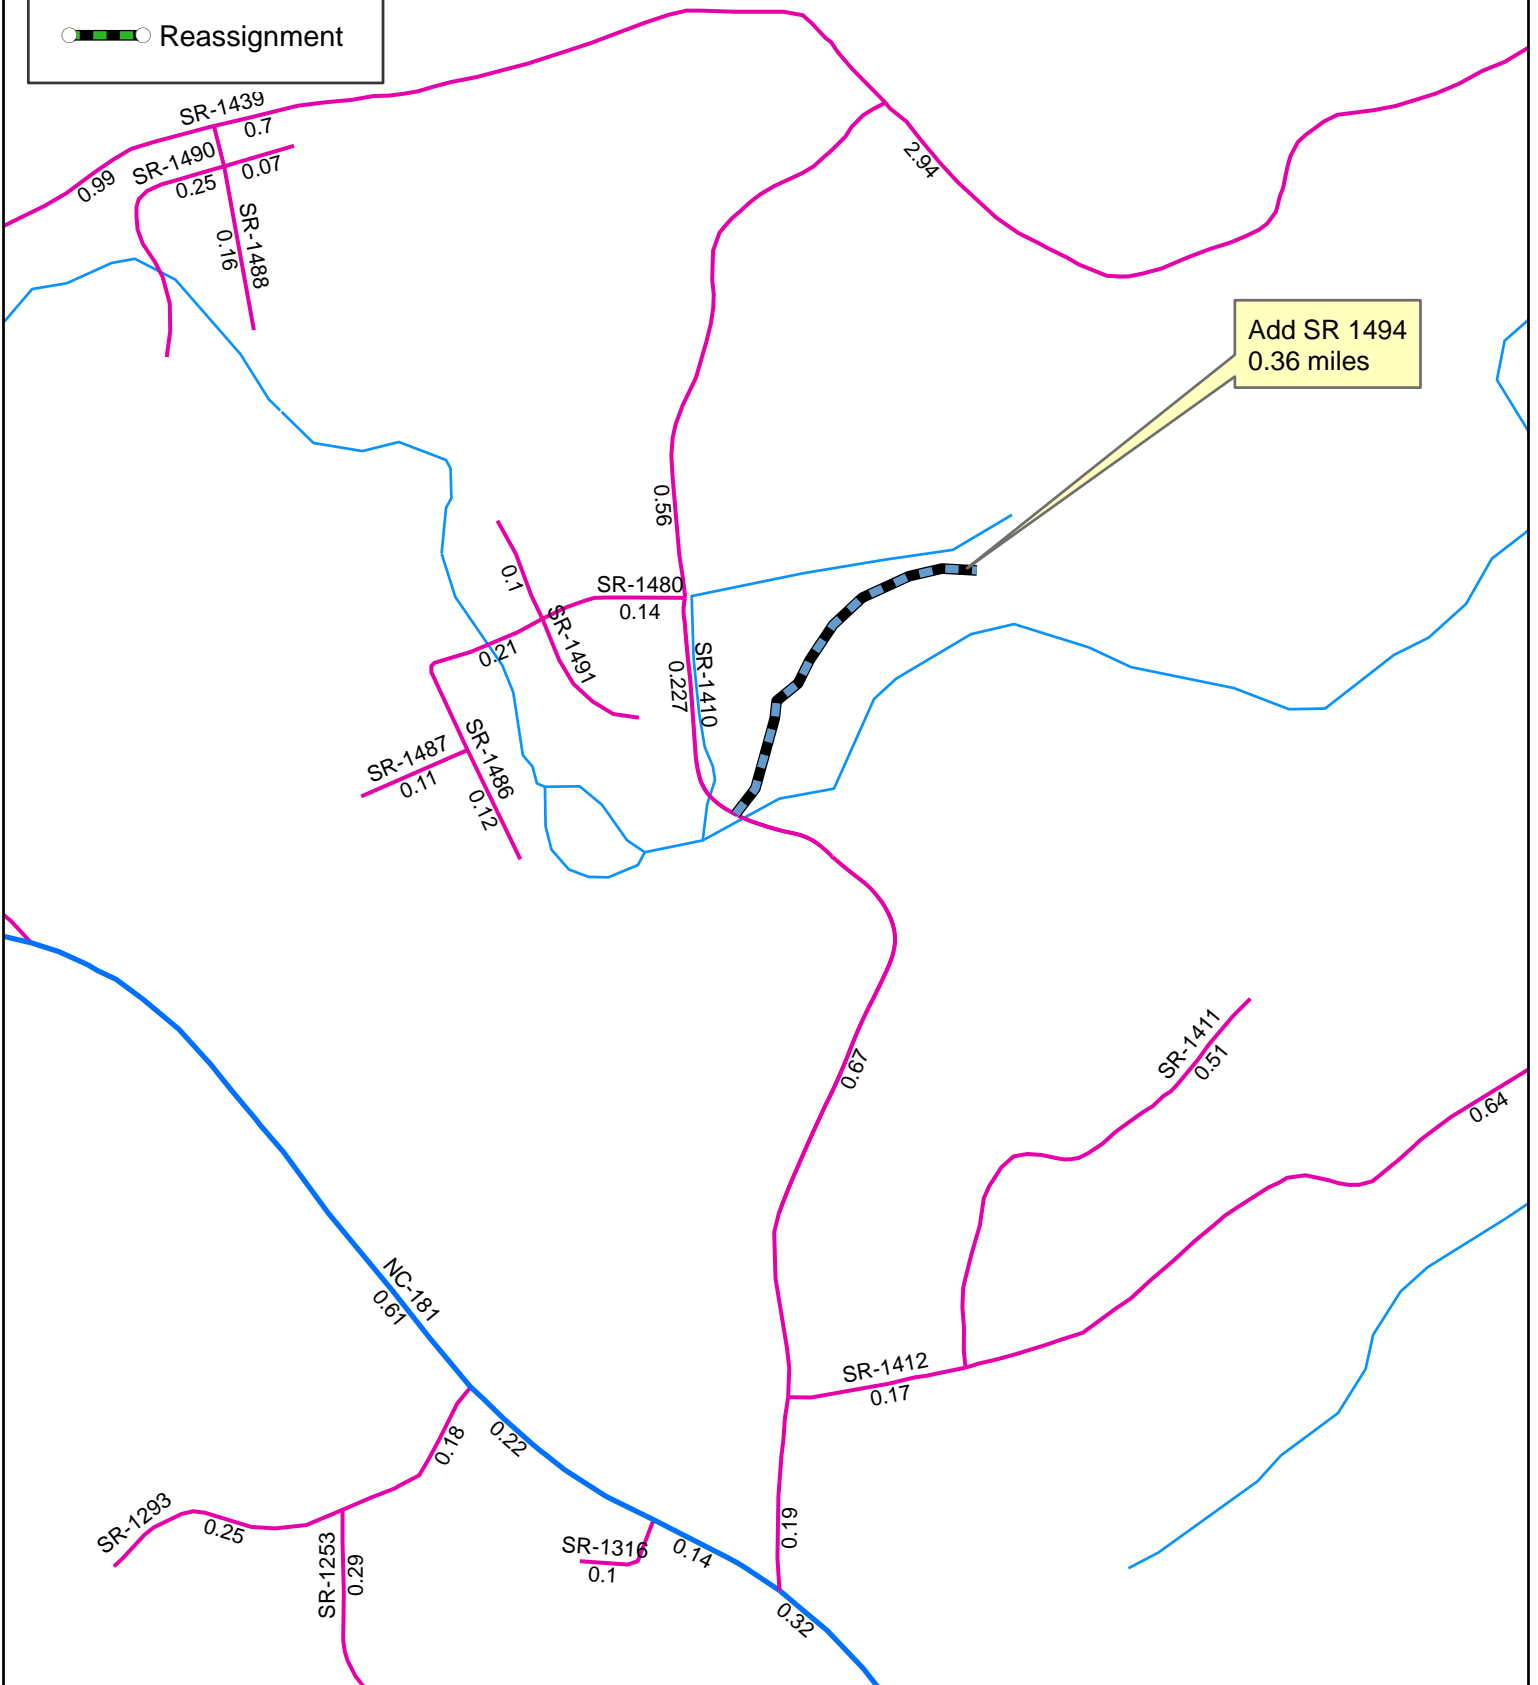 Reassignment
SR-1439
0.7
SR-1490
0.07
0.99
0.25
SR-1488
0.16
2.94
Add SR 1494
0.36 miles
0.56
0.1
SR-1480
0.14
SR-1491
0.21
SR-1410
0.227
SR-1487
0.11
SR-1486
0.12
0.67
SR-1411
0.51
0.64
NC-181
0.61
SR-1412
0.17
0.18
0.22
SR-1293
0.25
SR-1253
0.29
SR-1316
0.1
0.14
0.19
0.32